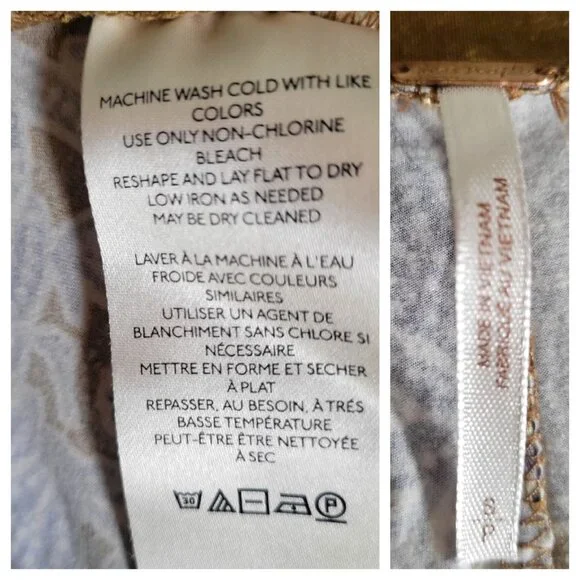 MACHINE WASH COLD WITH LIKE
COLORS
USE ONLY NON-CHLORINE
BLEACH
RESHAPE AND LAY FLAT TO DRY
LOW IRON AS NEEDED
MAY BE DRY CLEANED
LAVER À LA MACHINE À L'EAU
FROIDE AVEC COULEURS
SIMILAIRES
UTILISER UN AGENT DE
BLANCHIMENT SANS CHLORE SI
NÉCESSAIRE
METTRE EN FORME ET SECHER
À PLAT
REPASSER, AU BESOIN, À TRÉS
BASSE TEMPÉRATURE
PEUT-ÊTRE ÊTRE NETTOYÉE
À SEC
30
P
MADE IN VIETNAM
FABRIQUÉ AU VIETNAM